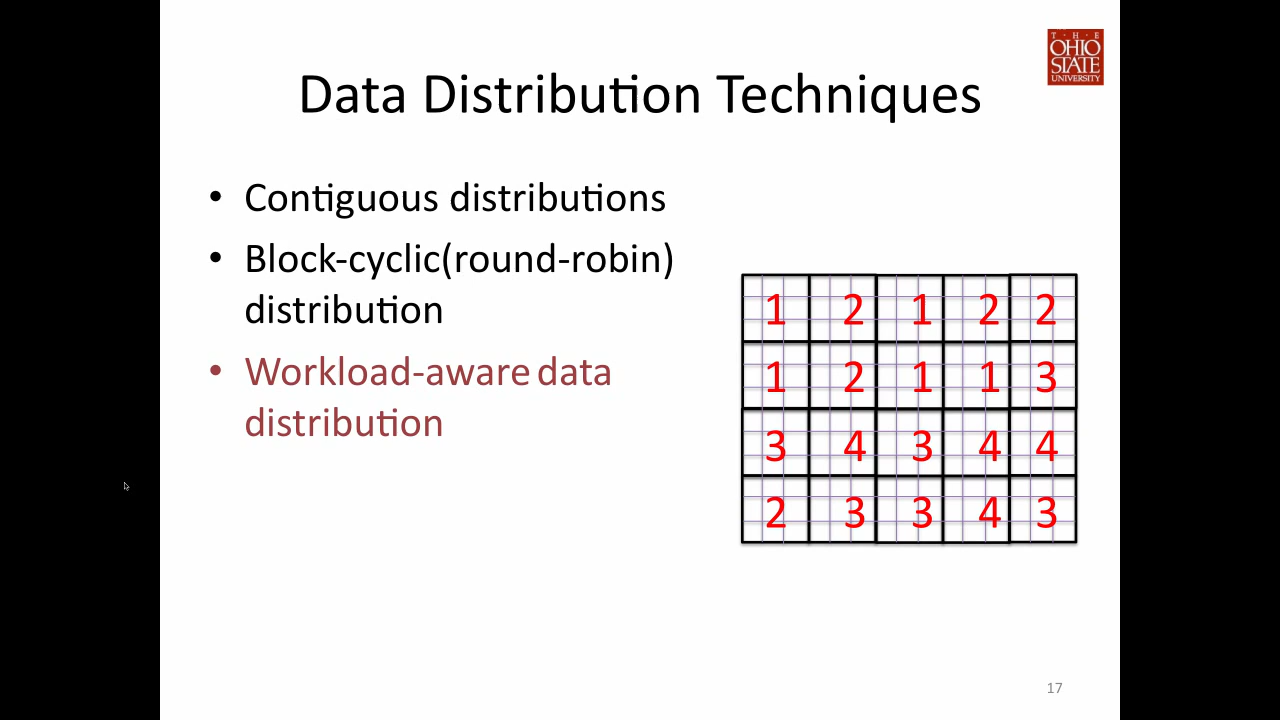 T · H · E
OHIO
STATE
UNIVERSITY
Data Distribution Techniques
• Contiguous distributions
• Block-cyclic(round-robin)
distribution
• Workload-aware data
distribution
1 2 1 2 2
1 2 1 1 3
3 4 3 4 4
2 3 3 4 3
17